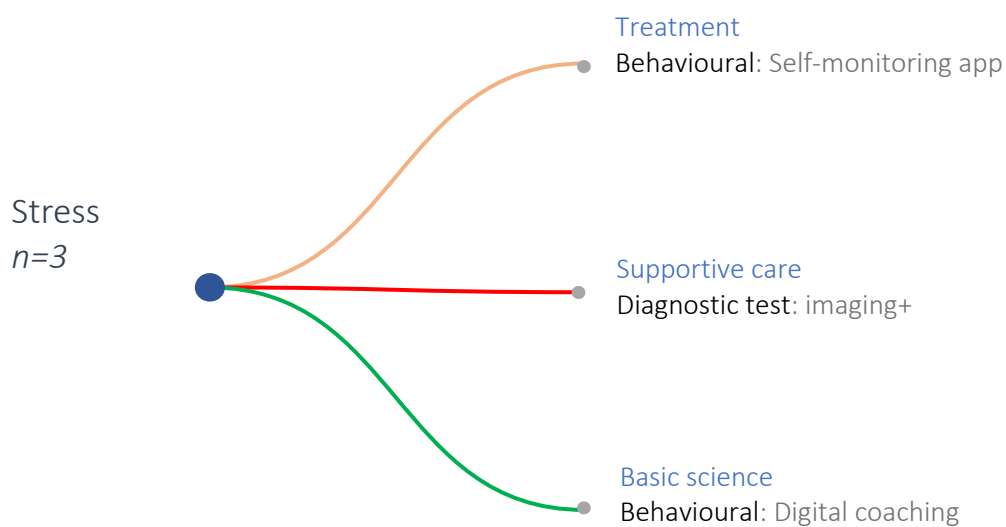 Stress
n=3
Treatment
Behavioural: Self-monitoring app
Supportive care
Diagnostic test: imaging+
Basic science
Behavioural: Digital coaching